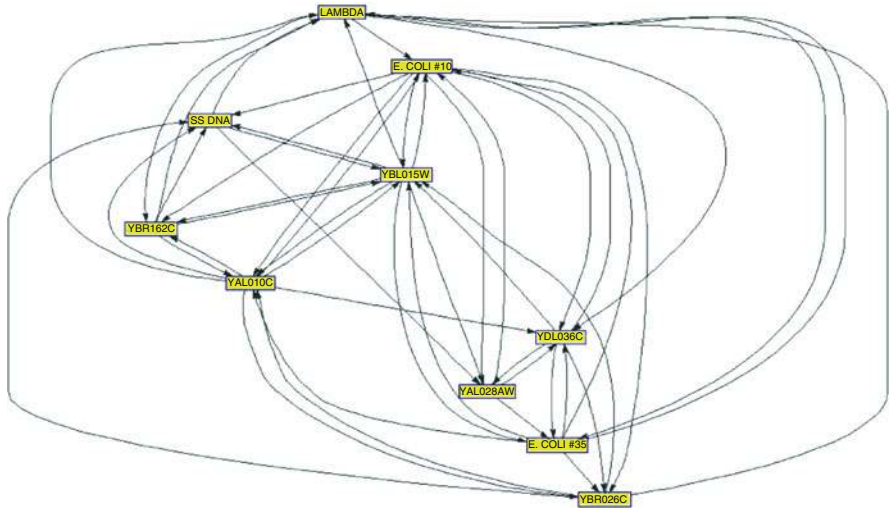 LAMBDA
E. COLI #10
SS DNA
YBL015W
YBR162C
YAL010C
YDL036C
YAL028AW
E. COLI #35
YBR026C